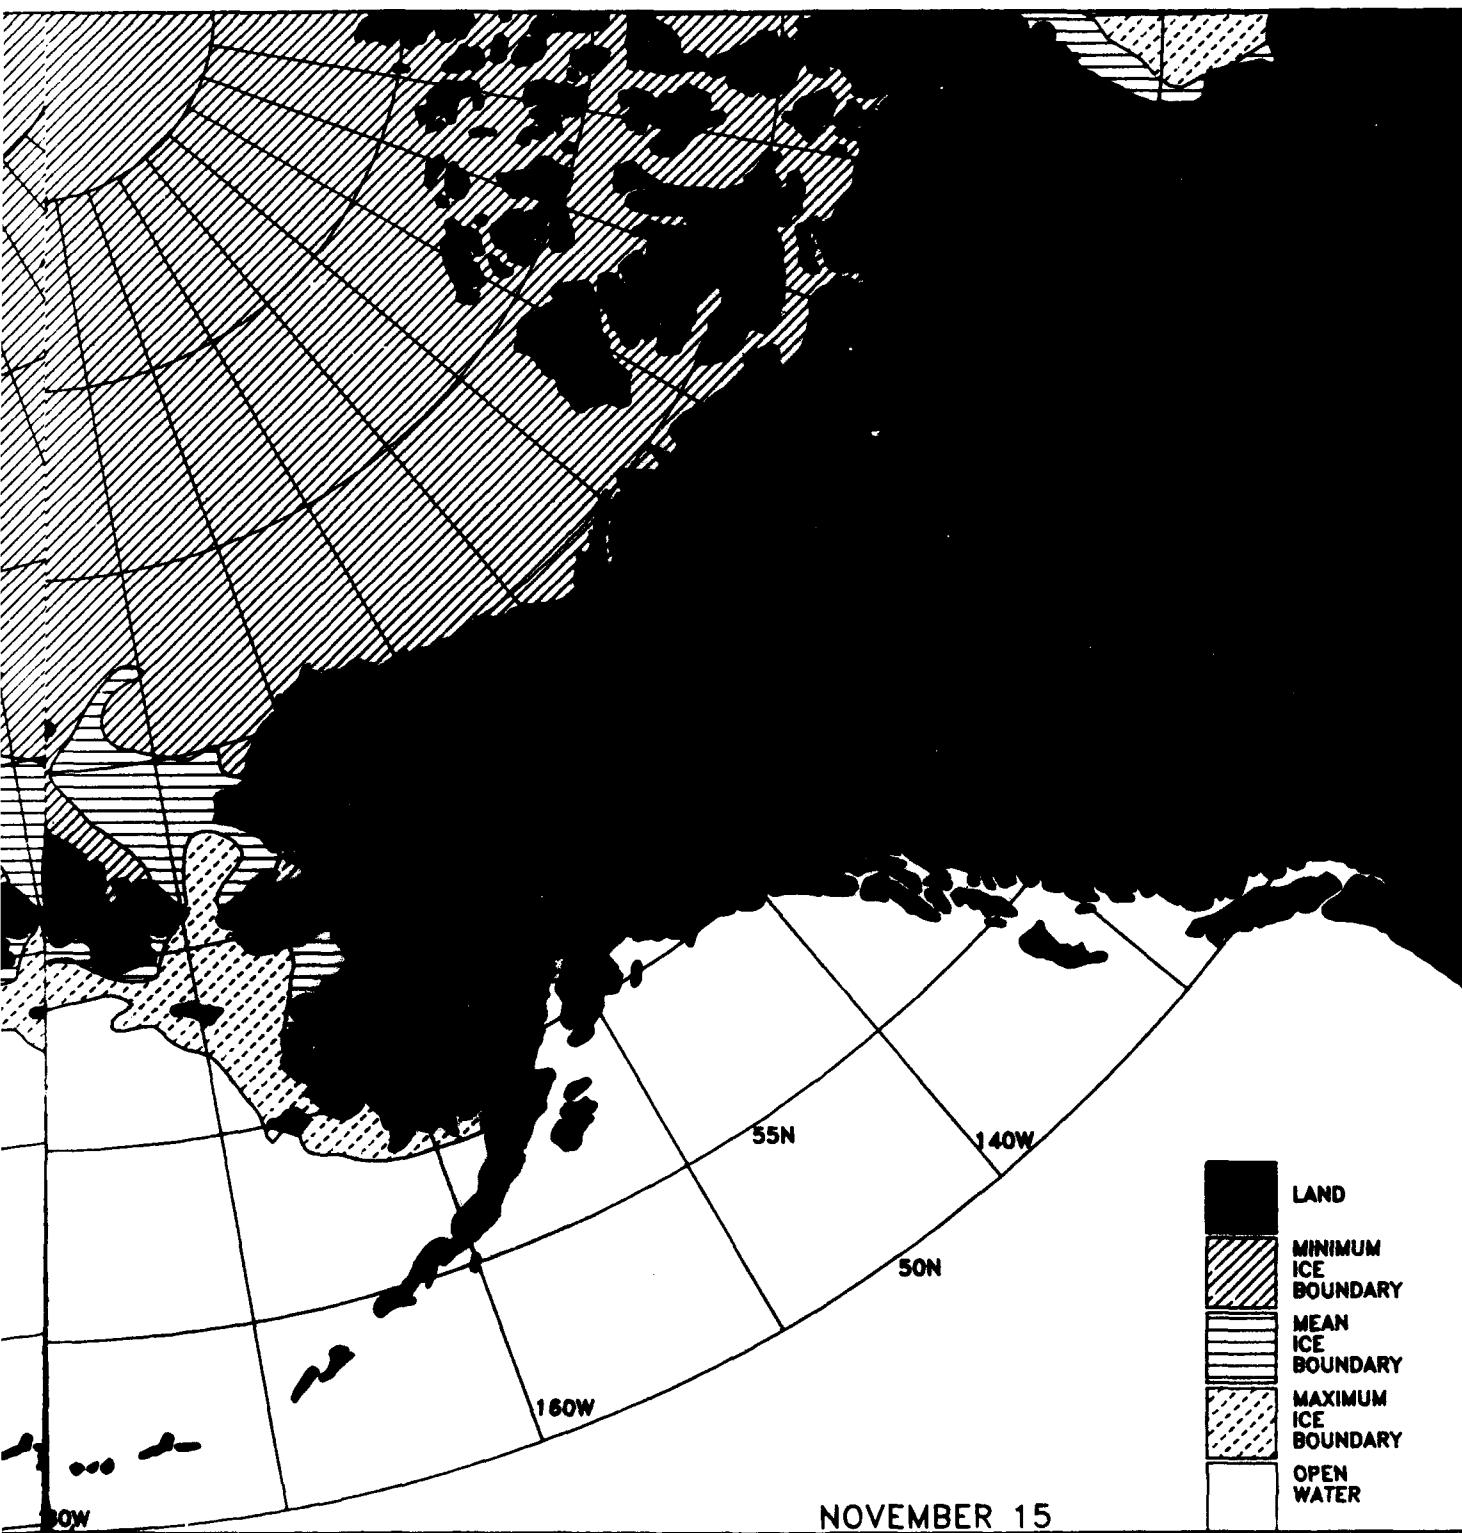 55N
140W
50N
160W
LAND
MINIMUM
ICE
BOUNDARY
MEAN
ICE
BOUNDARY
MAXIMUM
ICE
BOUNDARY
OPEN
WATER
NOVEMBER 15